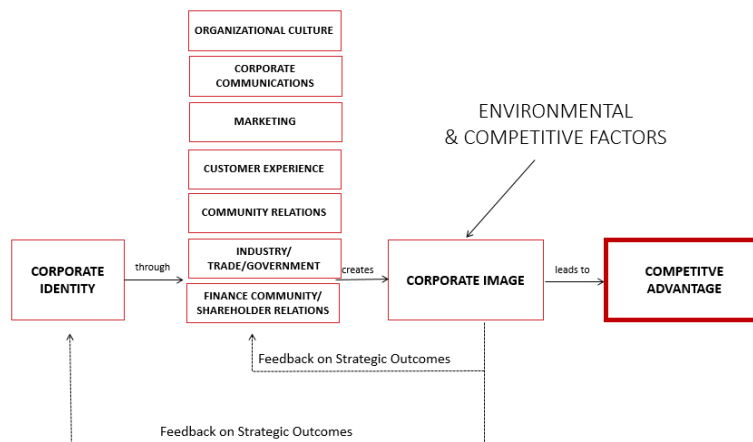 ORGANIZATIONAL CULTURE
CORPORATE
COMMUNICATIONS
MARKETING
ENVIRONMENTAL
& COMPETITIVE FACTORS
CUSTOMER EXPERIENCE
COMMUNITY RELATIONS
CORPORATE
IDENTITY
through
INDUSTRY/
TRADE/GOVERNMENT
FINANCE COMMUNITY/
SHAREHOLDER RELATIONS
creates
CORPORATE IMAGE
leads to
COMPETITVE
ADVANTAGE
Feedback on Strategic Outcomes
Feedback on Strategic Outcomes